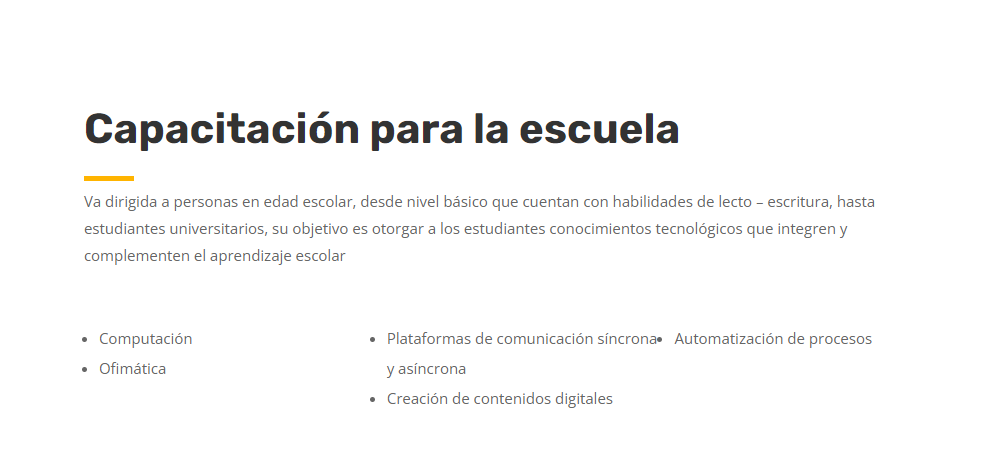 Capacitación para la escuela
Va dirigida a personas en edad escolar, desde nivel básico que cuentan con habilidades de lecto – escritura, hasta
estudiantes universitarios, su objetivo es otorgar a los estudiantes conocimientos tecnológicos que integren y
complementen el aprendizaje escolar
• Computación
• Ofimática
• Plataformas de comunicación síncrona
y asíncrona
• Creación de contenidos digitales
• Automatización de procesos